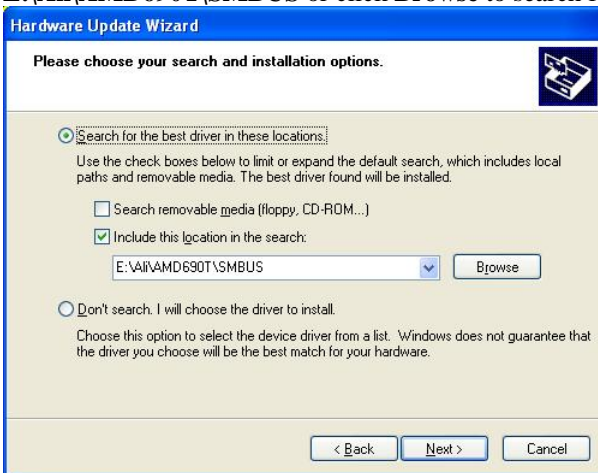 Hardware Update Wizard
Please choose your search and installation options.
Search for the best driver in these locations.
Use the check boxes below to limit or expand the default search, which includes local
paths and removable media. The best driver found will be installed.
Search removable media (floppy, CD-ROM...)
Include this location in the search:
E:\Ali\AMD690T\SMBUS
Browse
Don't search. I will choose the driver to install.
Choose this option to select the device driver from a list. Windows does not guarantee that
the driver you choose will be the best match for your hardware.
< Back
Next >
Cancel